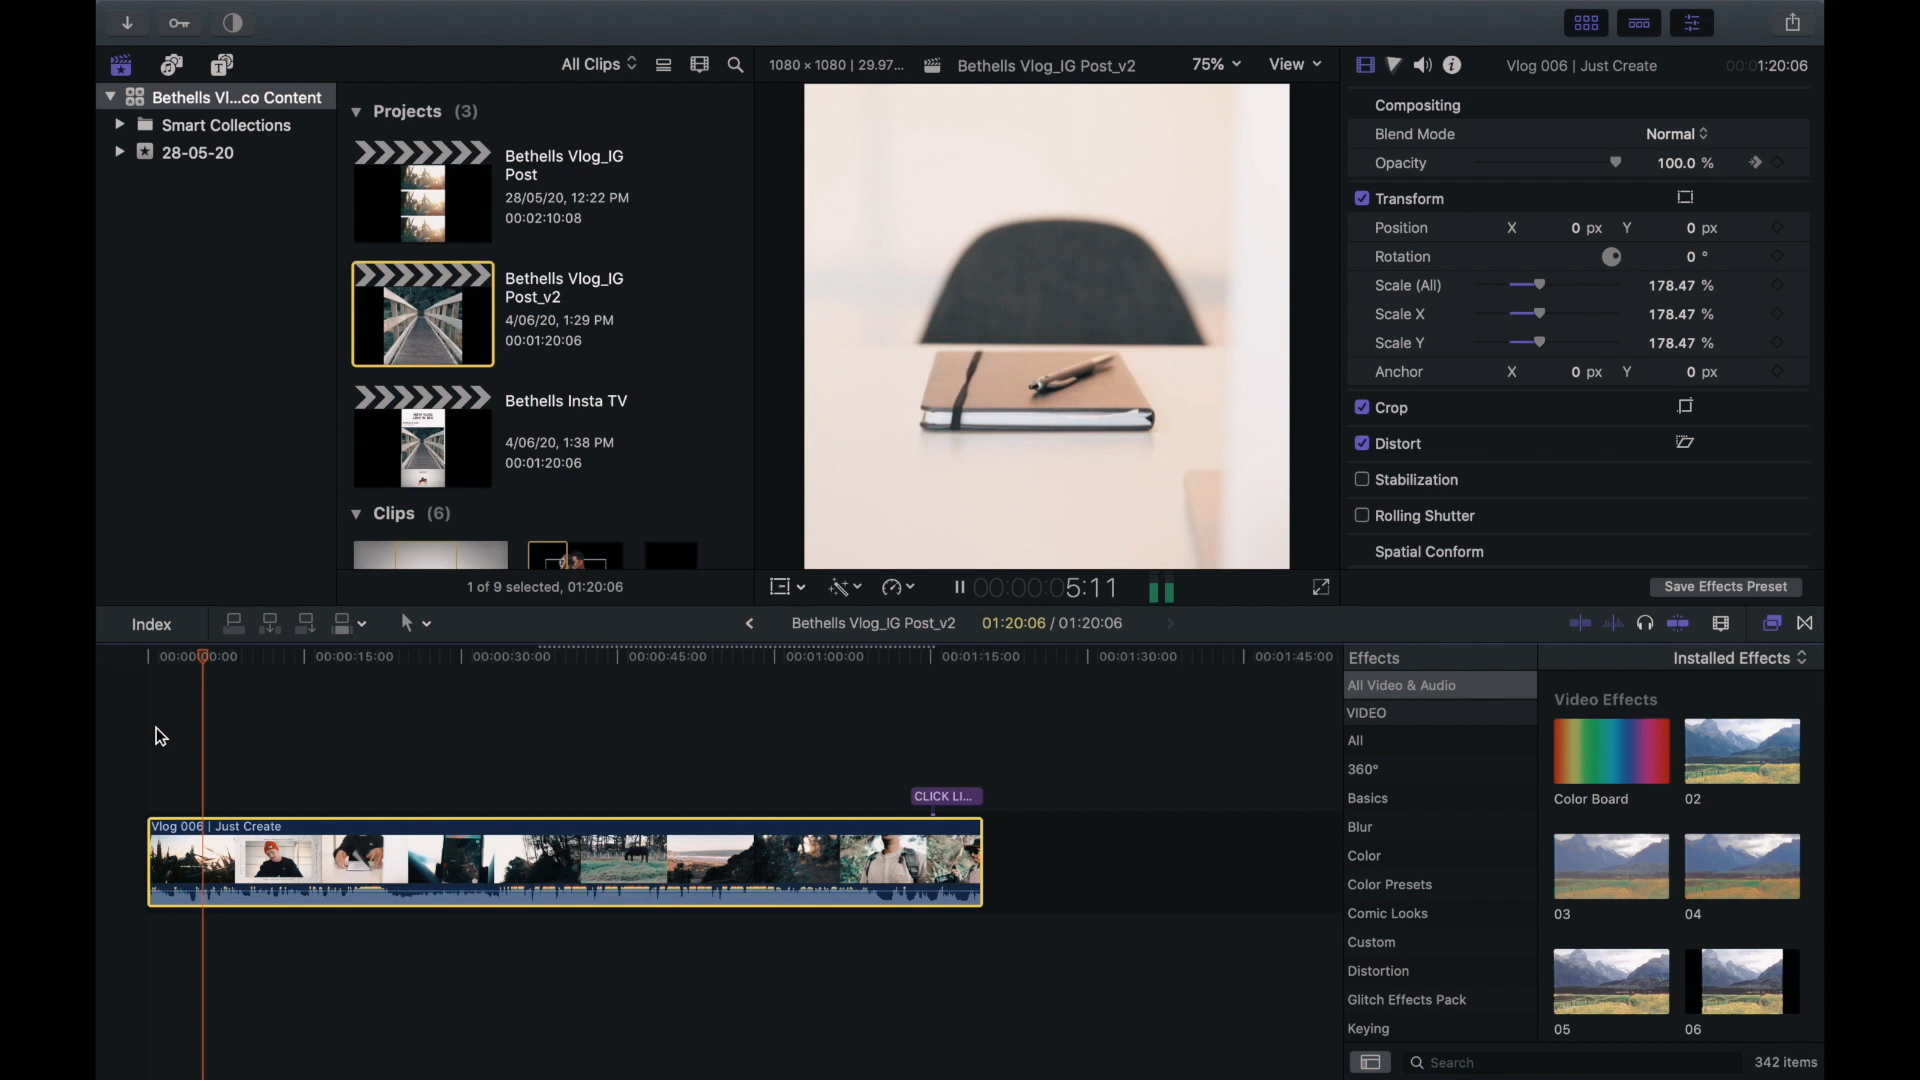 All Clips
1080 × 1080 | 29.97...
Bethells Vlog_IG Post_v2
75%
View
Vlog 006 | Just Create
00:01:20:06
Bethells Vl...co Content
Smart Collections
28-05-20
Projects (3)
Bethells Vlog_IG
Post
28/05/20, 12:22 PM
00:02:10:08
Bethells Vlog_IG
Post_v2
4/06/20, 1:29 PM
00:01:20:06
Bethells Insta TV
4/06/20, 1:38 PM
00:01:20:06
Clips (6)
1 of 9 selected, 01:20:06
00:00:05:11
Compositing
Blend Mode Normal
Opacity 100.0 %
Transform
Position X 0 px Y 0 px
Rotation 0 °
Scale (All) 178.47 %
Scale X 178.47 %
Scale Y 178.47 %
Anchor X 0 px Y 0 px
Crop
Distort
Stabilization
Rolling Shutter
Spatial Conform
Save Effects Preset
Index
Bethells Vlog_IG Post_v2
01:20:06 / 01:20:06
00:00:00:00
00:00:15:00
00:00:30:00
00:00:45:00
00:01:00:00
00:01:15:00
00:01:30:00
00:01:45:00
CLICK LI...
Vlog 006 | Just Create
Effects
Installed Effects
All Video & Audio
VIDEO
All
360°
Basics
Blur
Color
Color Presets
Comic Looks
Custom
Distortion
Glitch Effects Pack
Keying
Video Effects
Color Board
02
03
04
05
06
Search
342 items